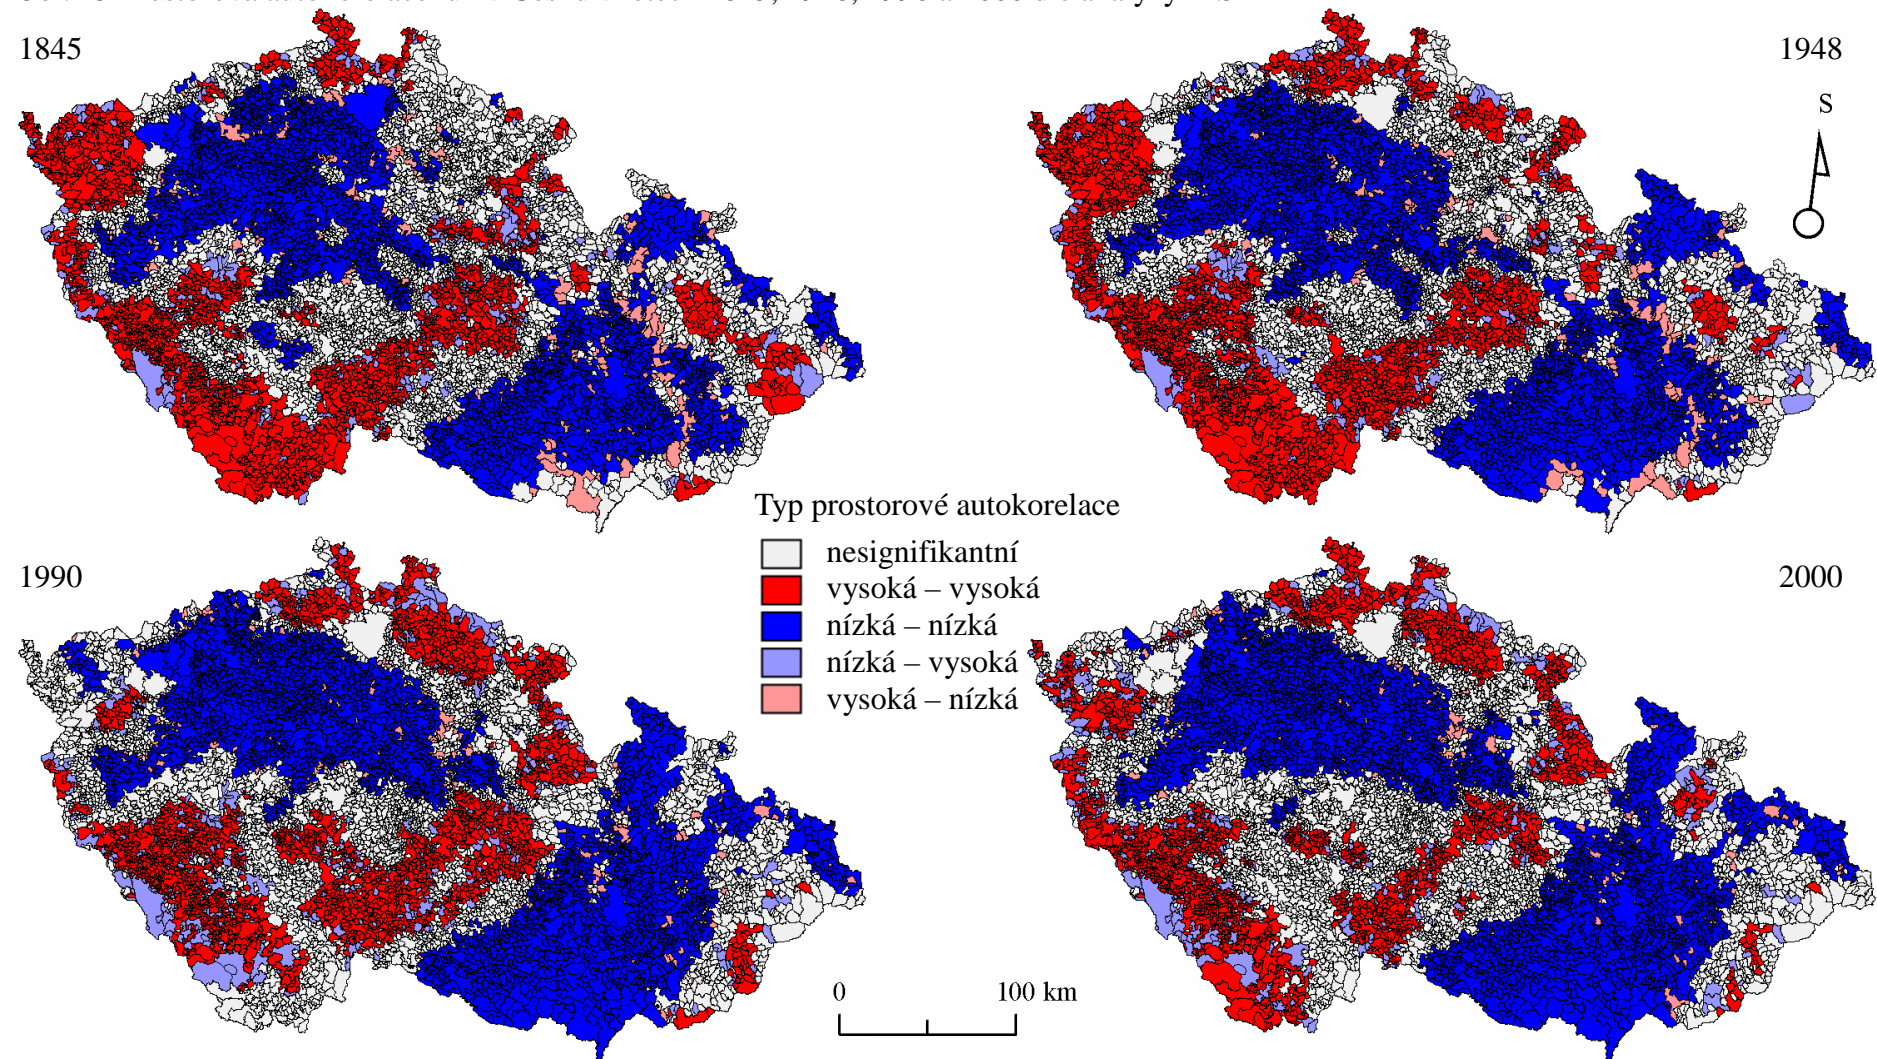 1845
1948
S
Typ prostorové autokorelace
nesignifikantní
vysoká – vysoká
nízká – nízká
nízká – vysoká
vysoká – nízká
1990
2000
0 100 km